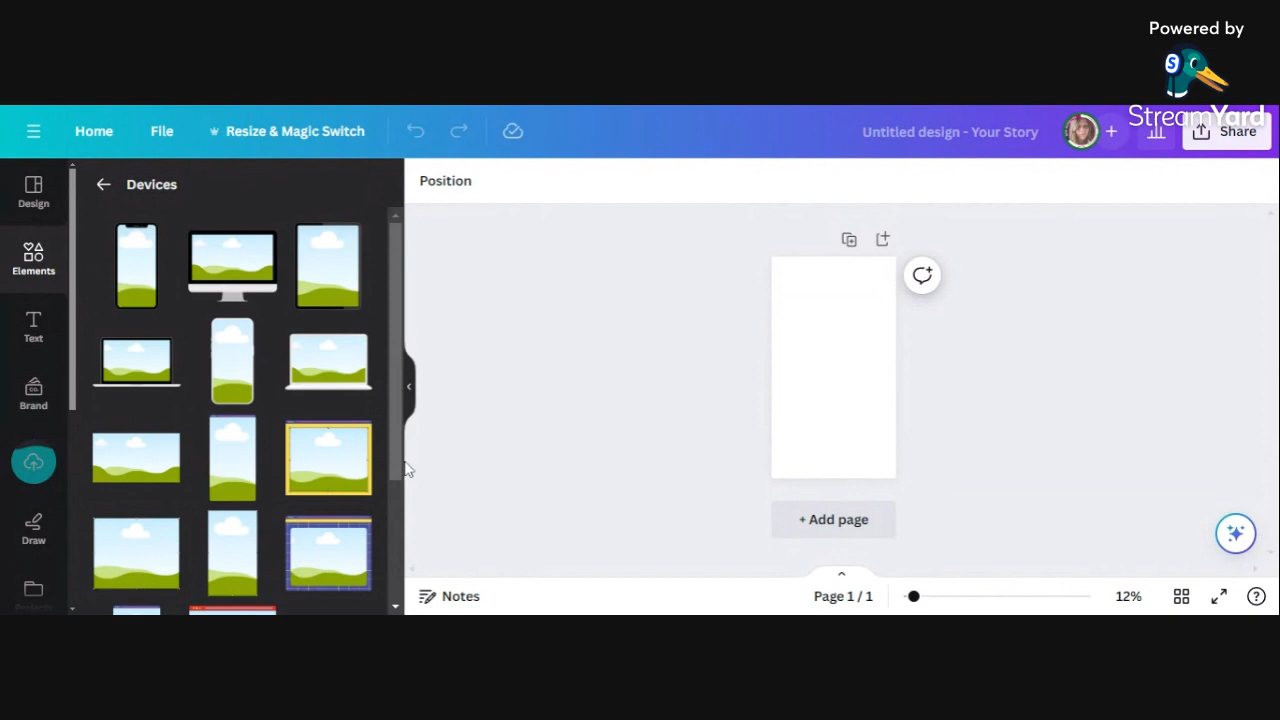 Powered by
StreamYard
Home
File
Resize & Magic Switch
Untitled design - Your Story
Share
Design
Elements
Text
Brand
Draw
Devices
Position
+ Add page
Notes
Page 1 / 1
12%